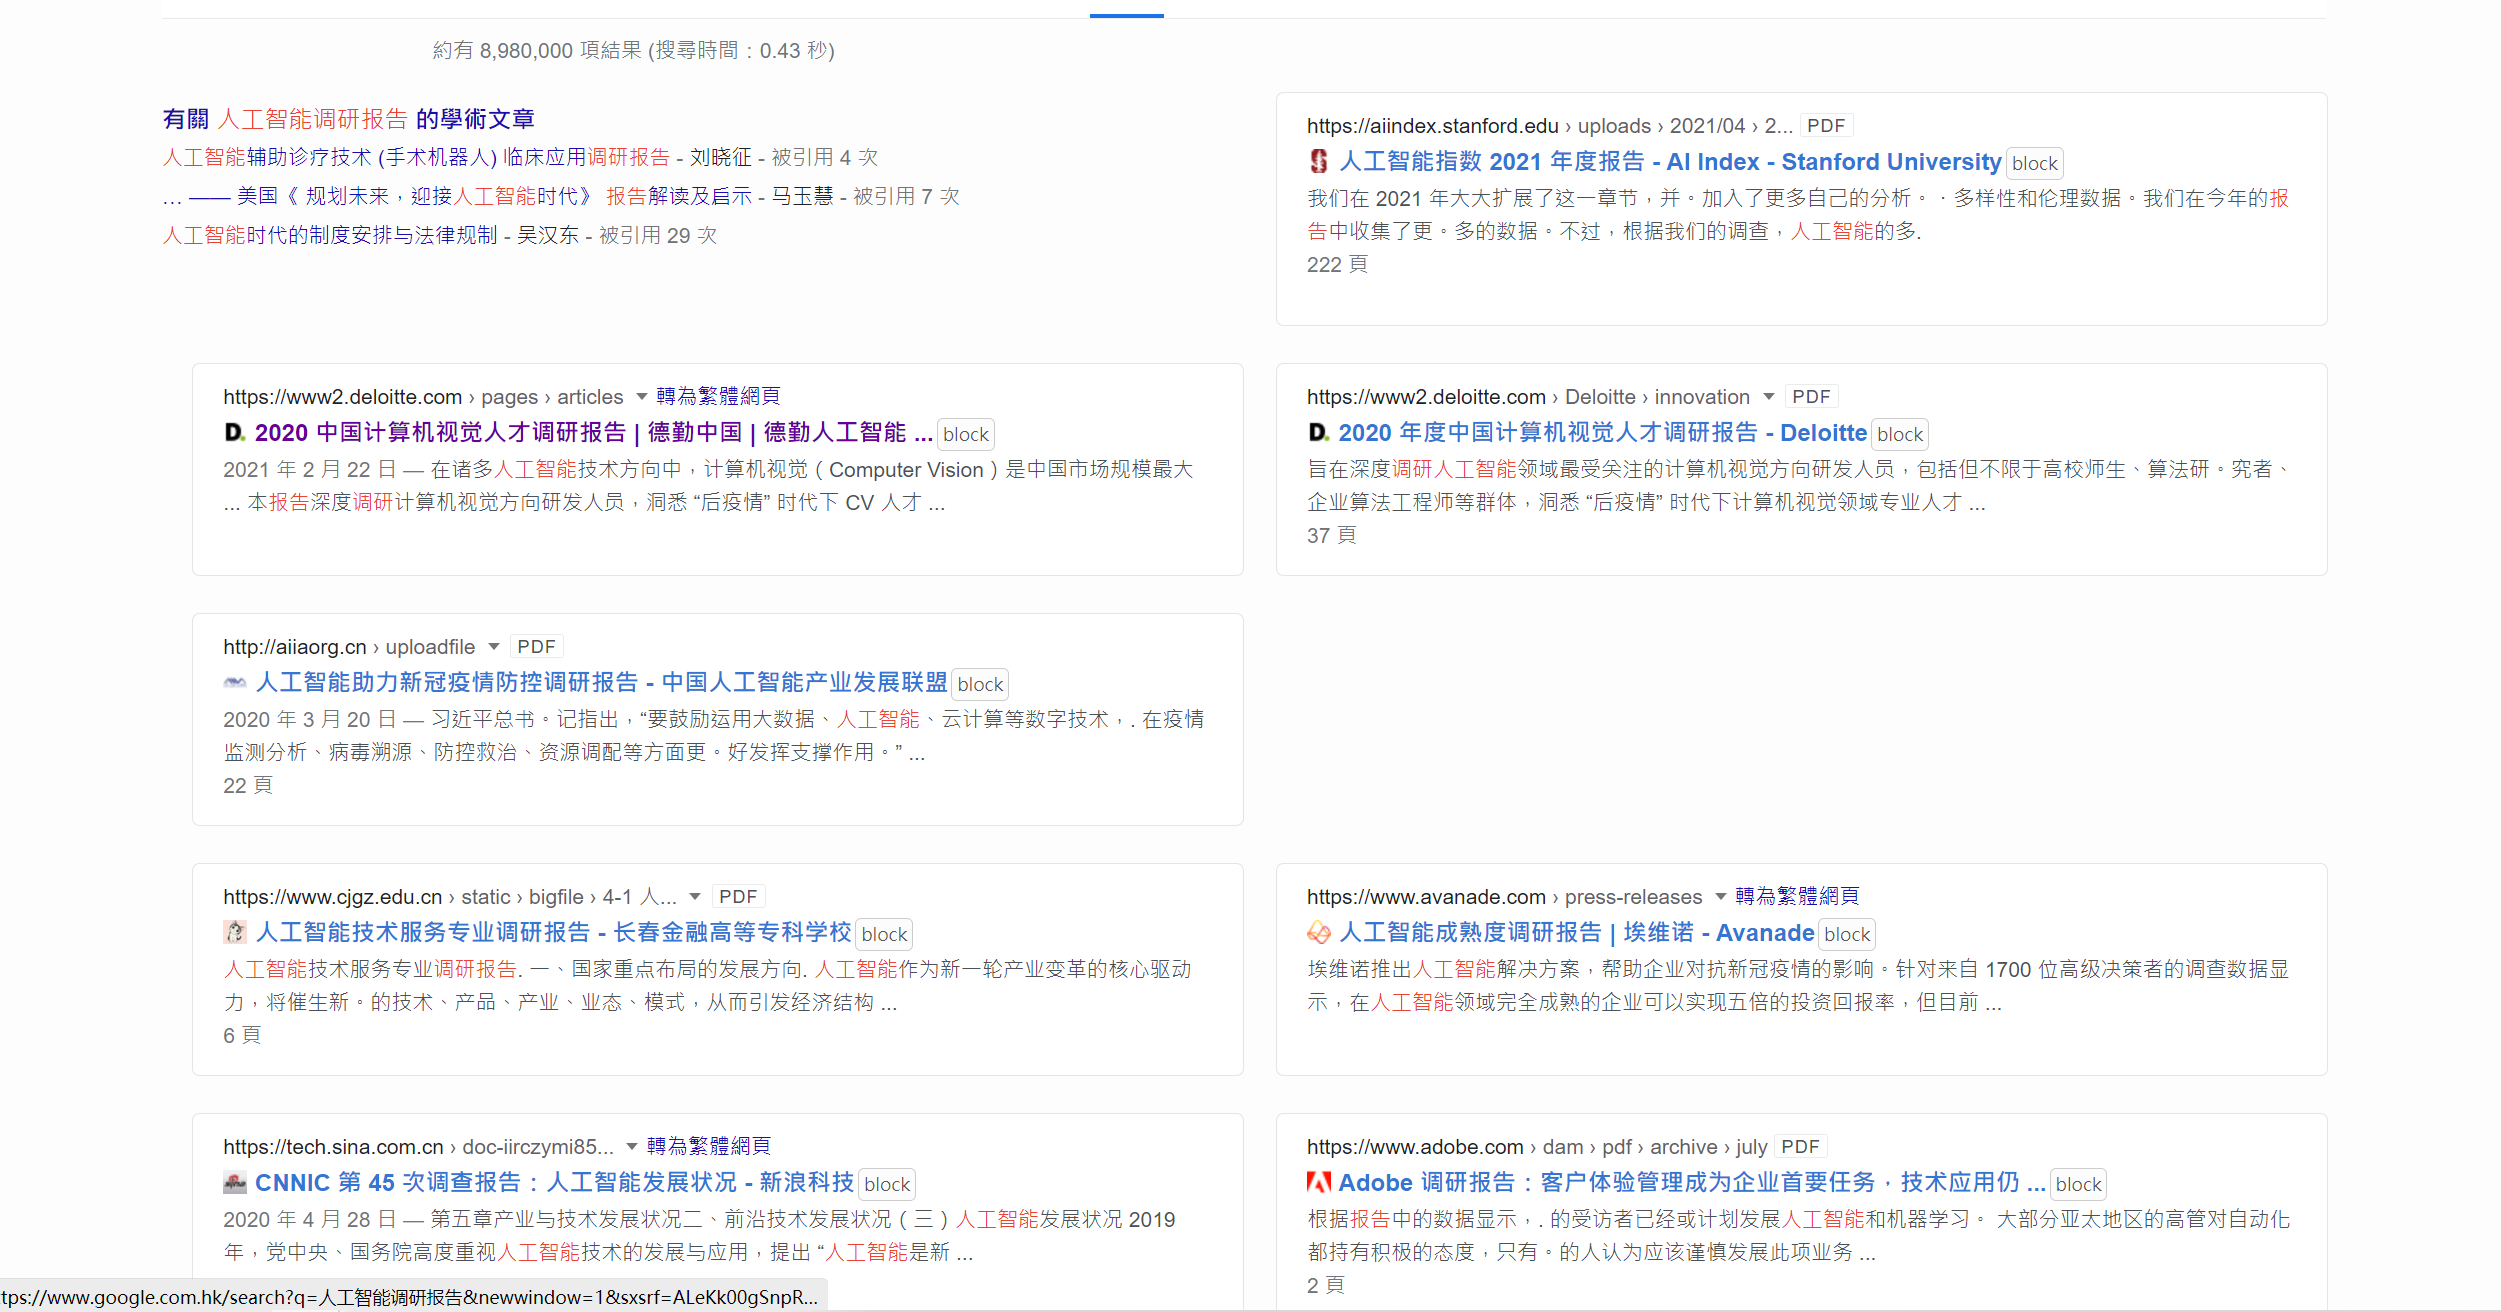 約有 8,980,000 項結果 (搜尋時間：0.43 秒)
有關 人工智能调研报告 的學術文章
人工智能辅助诊疗技术 (手术机器人) 临床应用调研报告 - 刘晓征 - 被引用 4 次
... —— 美国《 规划未来，迎接人工智能时代》 报告解读及启示 - 马玉慧 - 被引用 7 次
人工智能时代的制度安排与法律规制 - 吴汉东 - 被引用 29 次
https://aiindex.stanford.edu › uploads › 2021/04 › 2... PDF
人工智能指数 2021 年度报告 - AI Index - Stanford University block
我们在 2021 年大大扩展了这一章节，并。加入了更多自己的分析。 · 多样性和伦理数据。我们在今年的报
告中收集了更。多的数据。不过，根据我们的调查，人工智能的多.
222 頁
https://www2.deloitte.com › pages › articles 轉為繁體網頁
D. 2020 中国计算机视觉人才调研报告 | 德勤中国 | 德勤人工智能 ... block
2021 年 2 月 22 日 — 在诸多人工智能技术方向中，计算机视觉（Computer Vision）是中国市场规模最大
... 本报告深度调研计算机视觉方向研发人员，洞悉 “后疫情” 时代下 CV 人才 ...
https://www2.deloitte.com › Deloitte › innovation PDF
D. 2020 年度中国计算机视觉人才调研报告 - Deloitte block
旨在深度调研人工智能领域最受关注的计算机视觉方向研发人员，包括但不限于高校师生、算法研。究者、
企业算法工程师等群体，洞悉 “后疫情” 时代下计算机视觉领域专业人才 ...
37 頁
http://aiiaorg.cn › uploadfile PDF
人工智能助力新冠疫情防控调研报告 - 中国人工智能产业发展联盟 block
2020 年 3 月 20 日 — 习近平总书。记指出，“要鼓励运用大数据、人工智能、云计算等数字技术，. 在疫情
监测分析、病毒溯源、防控救治、资源调配等方面更。好发挥支撑作用。” ...
22 頁
https://www.cjgz.edu.cn › static › bigfile › 4-1 人... PDF
人工智能技术服务专业调研报告 - 长春金融高等专科学校 block
人工智能技术服务专业调研报告. 一、国家重点布局的发展方向. 人工智能作为新一轮产业变革的核心驱动
力，将催生新。的技术、产品、产业、业态、模式，从而引发经济结构 ...
6 頁
https://www.avanade.com › press-releases 轉為繁體網頁
人工智能成熟度调研报告 | 埃维诺 - Avanade block
埃维诺推出人工智能解决方案，帮助企业对抗新冠疫情的影响。针对来自 1700 位高级决策者的调查数据显
示，在人工智能领域完全成熟的企业可以实现五倍的投资回报率，但目前 ...
https://tech.sina.com.cn › doc-iirczymi85... 轉為繁體網頁
CNNIC 第 45 次调查报告：人工智能发展状况 - 新浪科技 block
2020 年 4 月 28 日 — 第五章产业与技术发展状况二、前沿技术发展状况（三）人工智能发展状况 2019
年，党中央、国务院高度重视人工智能技术的发展与应用，提出 “人工智能是新 ...
https://www.adobe.com › dam › pdf › archive › july PDF
Adobe 调研报告：客户体验管理成为企业首要任务，技术应用仍 ... block
根据报告中的数据显示，. 的受访者已经或计划发展人工智能和机器学习。 大部分亚太地区的高管对自动化
都持有积极的态度，只有。的人认为应该谨慎发展此项业务 ...
2 頁
tps://www.google.com.hk/search?q=人工智能调研报告&newwindow=1&sxsrf=ALeKk00gSnpR...